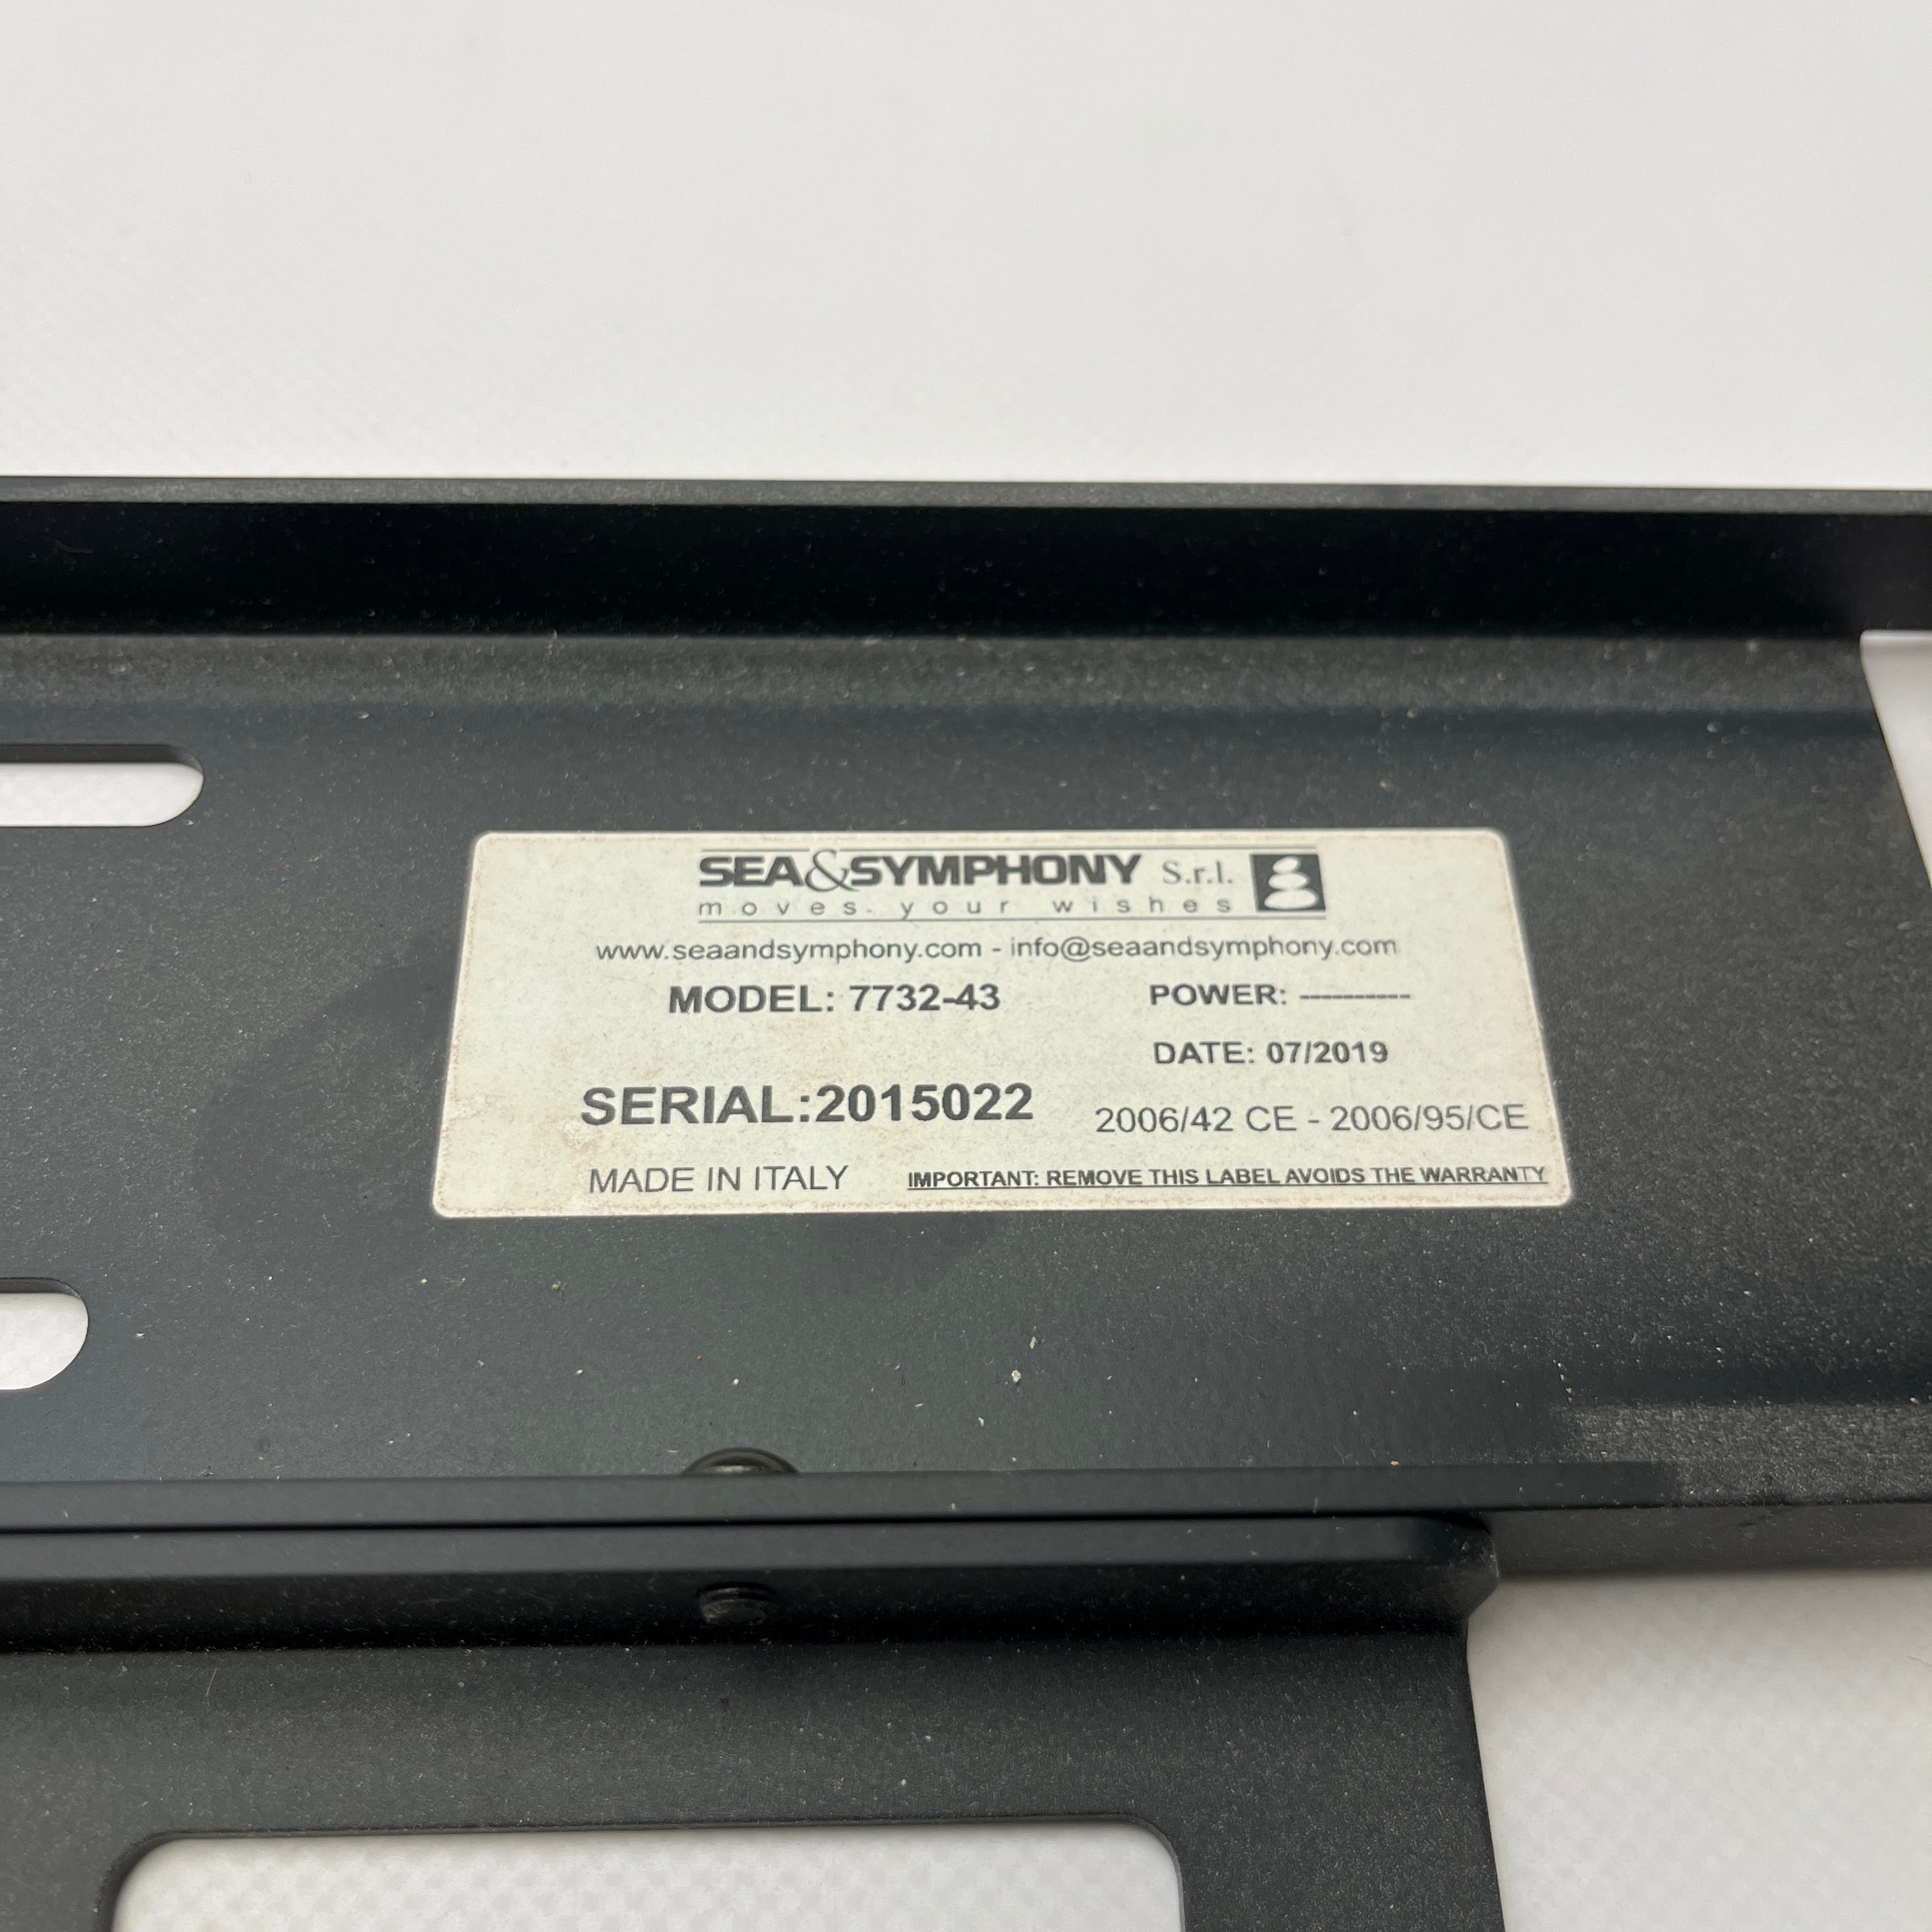 SEA&SYMPHONY S.r.l.
moves your wishes
www.seaandsymphony.com - info@seaandsymphony.com
MODEL: 7732-43 POWER: ----------
DATE: 07/2019
SERIAL:2015022 2006/42 CE - 2006/95/CE
MADE IN ITALY IMPORTANT: REMOVE THIS LABEL AVOIDS THE WARRANTY